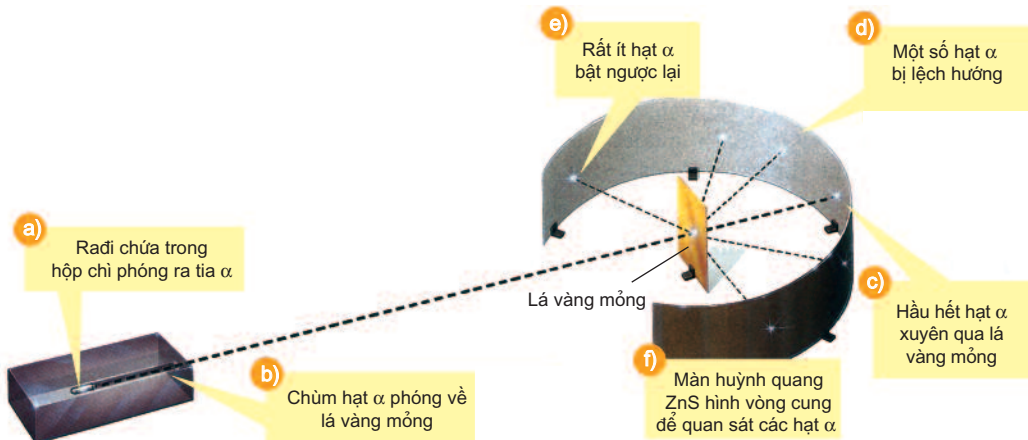 a)
Rađi chứa trong
hộp chì phóng ra tia α
b)
Chùm hạt α phóng về
lá vàng mỏng
Lá vàng mỏng
c)
Hầu hết hạt α
xuyên qua lá
vàng mỏng
d)
Một số hạt α
bị lệch hướng
e)
Rất ít hạt α
bật ngược lại
f)
Màn huỳnh quang
ZnS hình vòng cung
để quan sát các hạt α